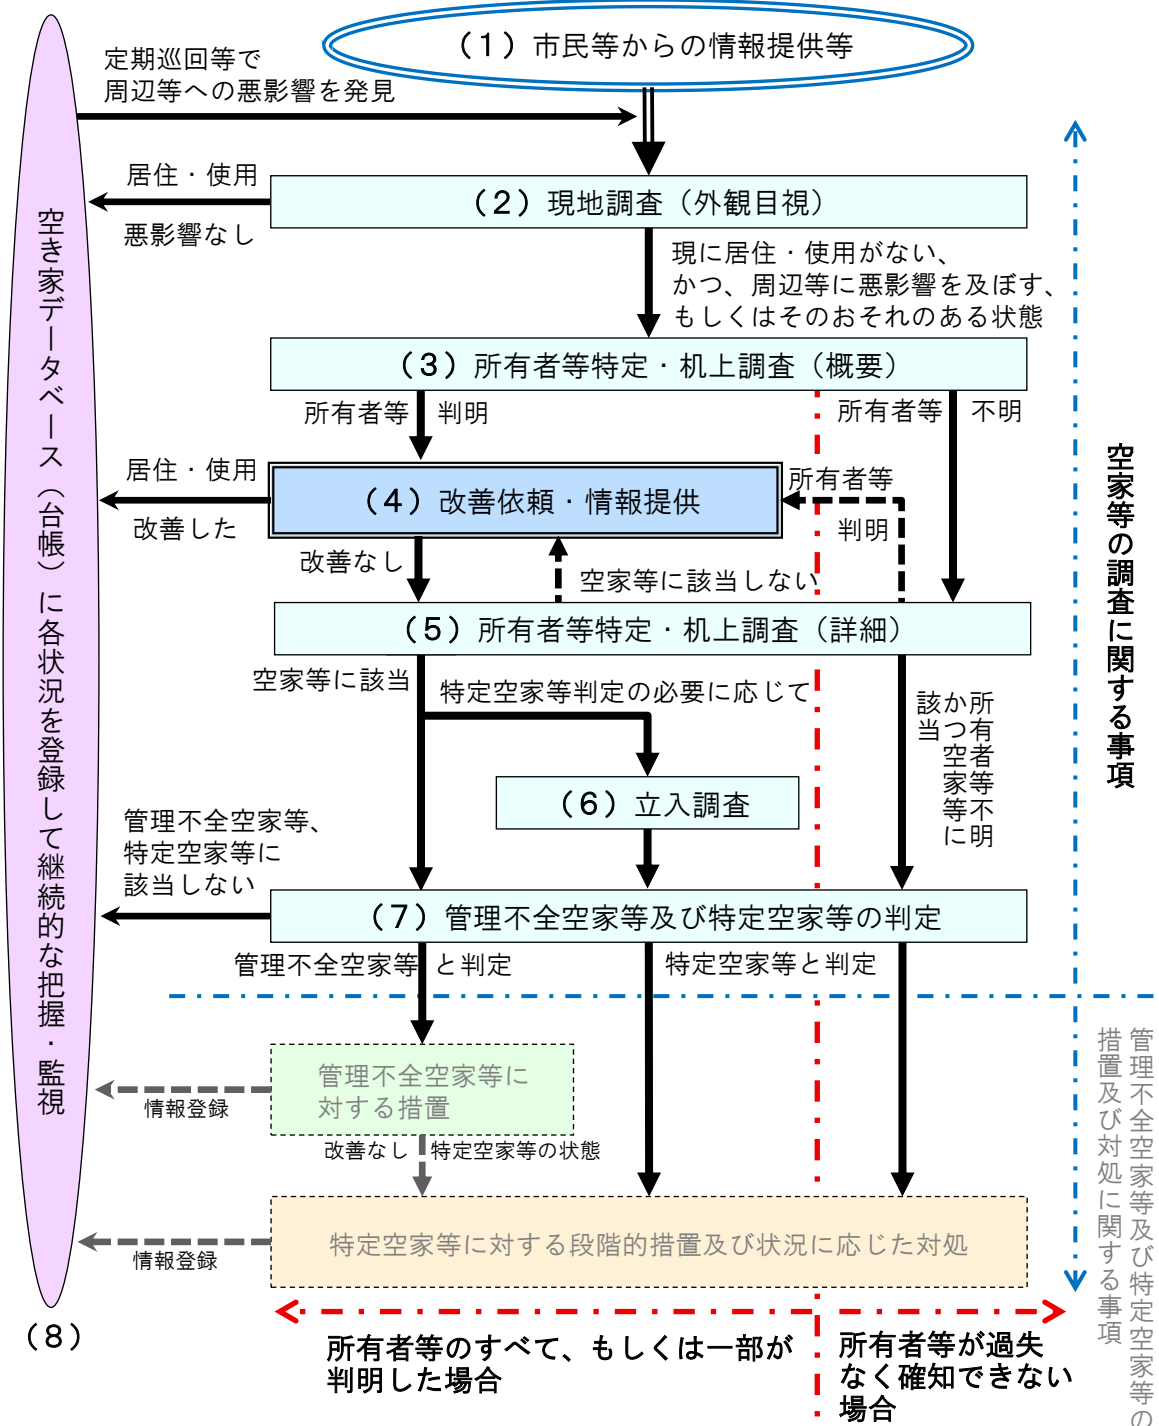 (1)市民等からの情報提供等
定期巡回等で
周辺等への悪影響を発見
居住・使用
悪影響なし
(2)現地調査(外観目視)
現に居住・使用がない、
かつ、周辺等に悪影響を及ぼす、
もしくはそのおそれのある状態
(3)所有者等特定・机上調査(概要)
所有者等 判明
所有者等 不明
居住・使用
改善した
(4)改善依頼・情報提供
所有者等
判明
改善なし
空家等に該当しない
(5)所有者等特定・机上調査(詳細)
空家等に該当
特定空家等判定の必要に応じて
所有者等不明
かつ空家等に
該当
(6)立入調査
管理不全空家等、
特定空家等に
該当しない
(7)管理不全空家等及び特定空家等の判定
管理不全空家等 と判定
特定空家等と判定
管理不全空家等に
対する措置
情報登録
改善なし 特定空家等の状態
特定空家等に対する段階的措置及び状況に応じた対処
情報登録
空き家データベース(台帳)に各状況を登録して継続的な把握・監視
(8)
空家等の調査に関する事項
管理不全空家等及び特定空家等の
措置及び対処に関する事項
所有者等のすべて、もしくは一部が
判明した場合
所有者等が過失
なく確知できない
場合